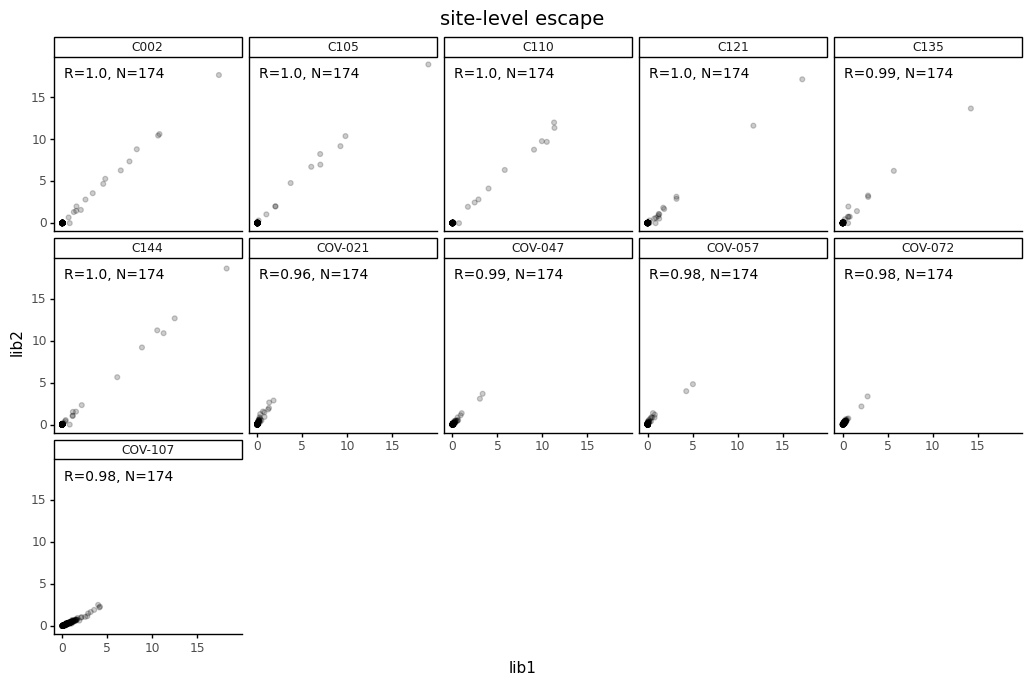 site-level escape
C002 C105 C110 C121 C135
R=1.0, N=174 R=1.0, N=174 R=1.0, N=174 R=1.0, N=174 R=0.99, N=174
15
10
5
0
C144 COV-021 COV-047 COV-057 COV-072
R=1.0, N=174 R=0.96, N=174 R=0.99, N=174 R=0.98, N=174 R=0.98, N=174
15
10
5
0
0 5 10 15 0 5 10 15 0 5 10 15 0 5 10 15
lib2
COV-107
R=0.98, N=174
15
10
5
0
0 5 10 15
lib1